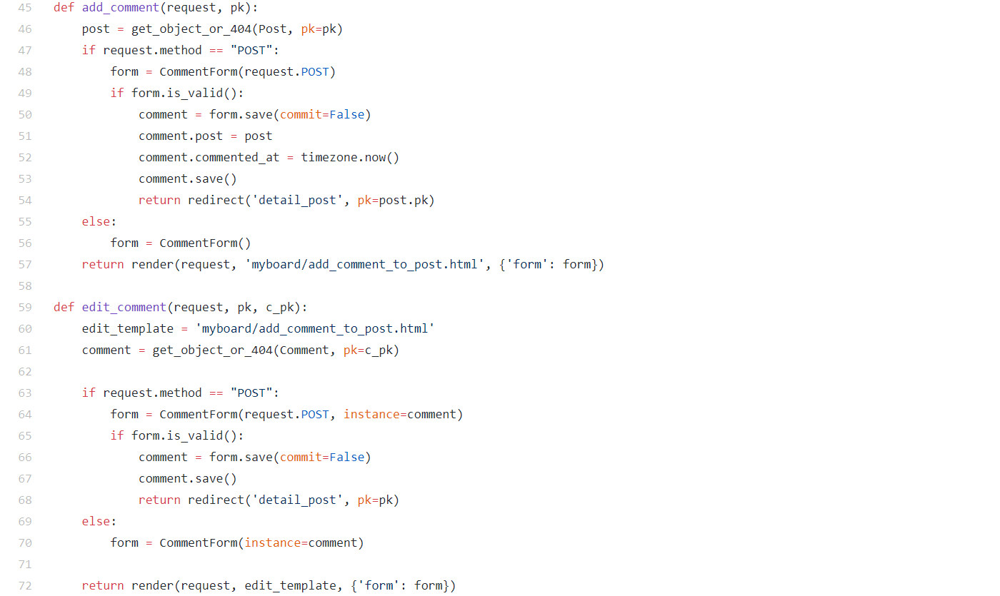 45 def add_comment(request, pk):
46     post = get_object_or_404(Post, pk=pk)
47     if request.method == "POST":
48         form = CommentForm(request.POST)
49         if form.is_valid():
50             comment = form.save(commit=False)
51             comment.post = post
52             comment.commented_at = timezone.now()
53             comment.save()
54             return redirect('detail_post', pk=post.pk)
55     else:
56         form = CommentForm()
57     return render(request, 'myboard/add_comment_to_post.html', {'form': form})
58
59 def edit_comment(request, pk, c_pk):
60     edit_template = 'myboard/add_comment_to_post.html'
61     comment = get_object_or_404(Comment, pk=c_pk)
62
63     if request.method == "POST":
64         form = CommentForm(request.POST, instance=comment)
65         if form.is_valid():
66             comment = form.save(commit=False)
67             comment.save()
68             return redirect('detail_post', pk=pk)
69     else:
70         form = CommentForm(instance=comment)
71
72     return render(request, edit_template, {'form': form})